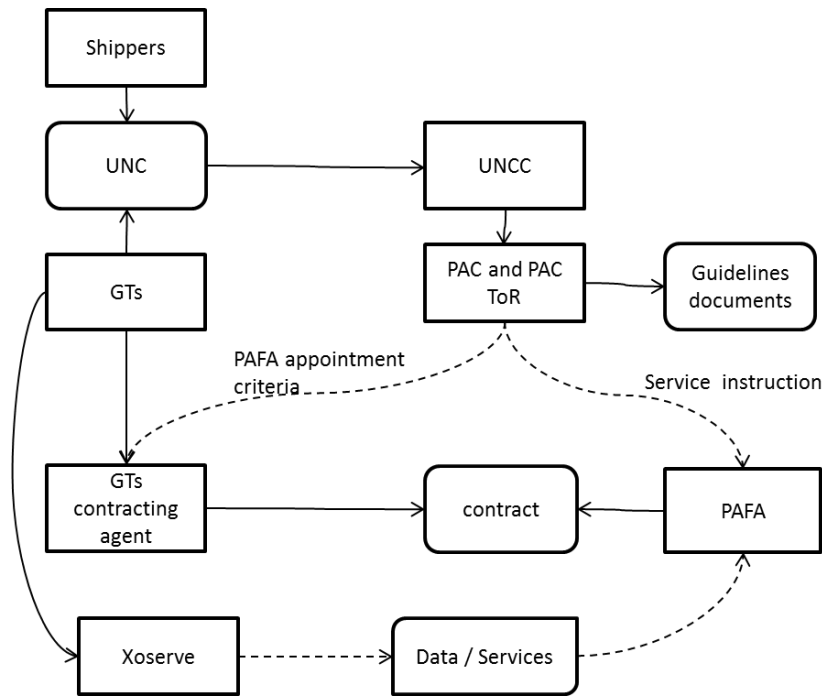 Shippers
UNC
UNCC
GTs
PAC and PAC
ToR
Guidelines
documents
PAFA appointment
criteria
Service instruction
GTs
contracting
agent
contract
PAFA
Xoserve
Data / Services